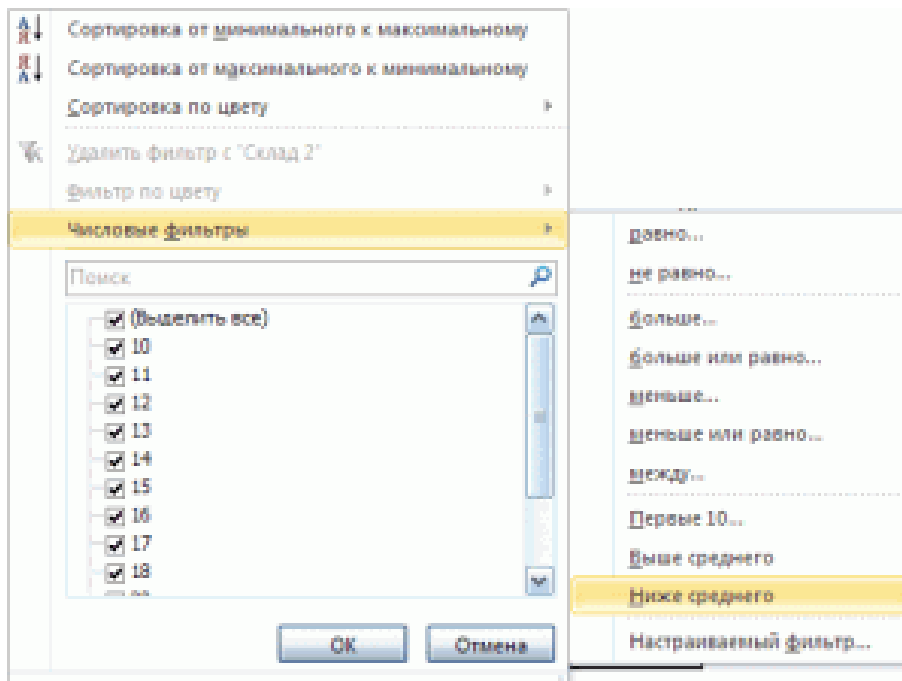 Сортировка от минимального к максимальному
Сортировка от максимального к минимальному
Сортировка по цвету
Удалить фильтр с "Склад 2"
Фильтр по цвету
Числовые фильтры
Поиск
(Выделить все)
10
11
12
13
14
15
16
17
18
ОК
Отмена
равно...
не равно...
больше...
больше или равно...
меньше...
меньше или равно...
между...
Первые 10...
Выше среднего
Ниже среднего
Настраиваемый фильтр...